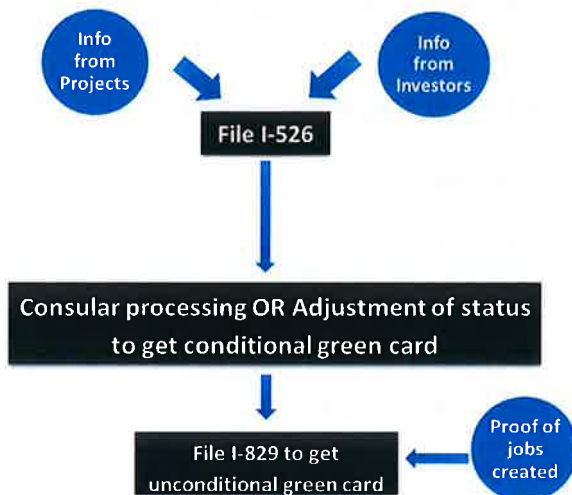 Info
from
Projects
Info
from
Investors
File I-526
Consular processing OR Adjustment of status
to get conditional green card
File I-829 to get
unconditional green card
Proof of
jobs
created